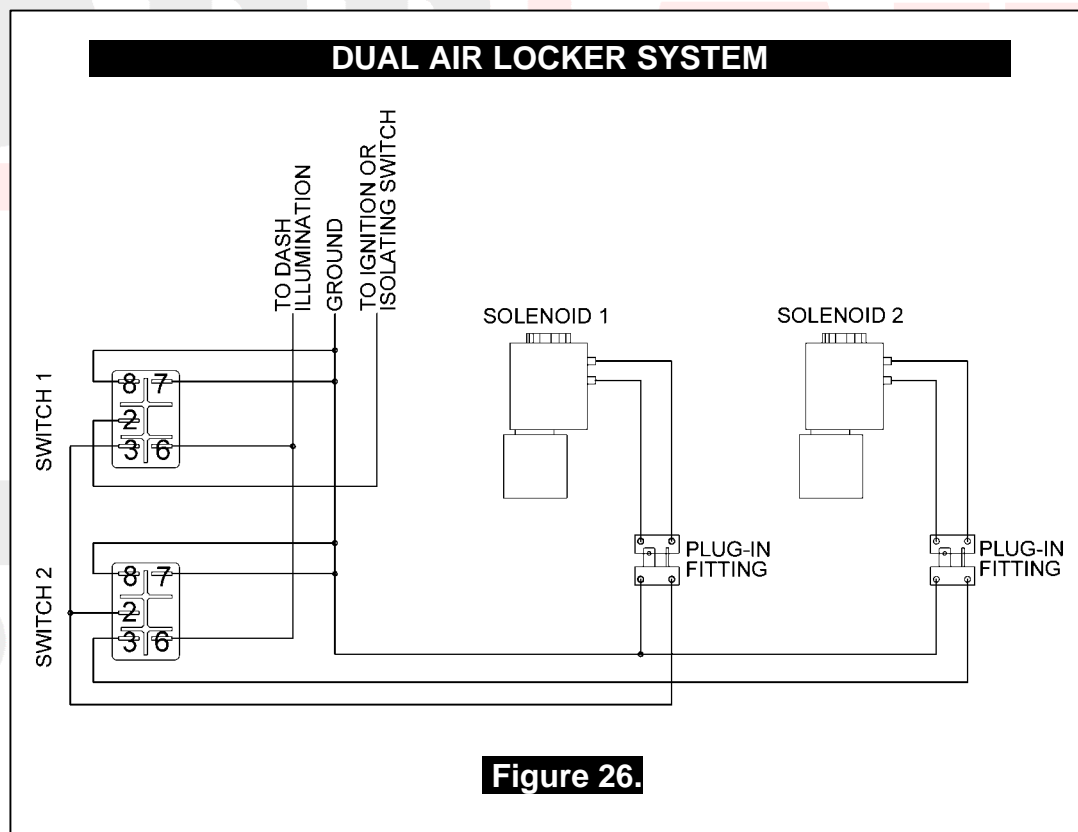 DUAL AIR LOCKER SYSTEM
TO DASH
ILLUMINATION
GROUND
TO IGNITION OR
ISOLATING SWITCH
SOLENOID 1
SOLENOID 2
SWITCH 1
8 7
2
3 6
SWITCH 2
8 7
2
3 6
PLUG-IN
FITTING
PLUG-IN
FITTING
Figure 26.